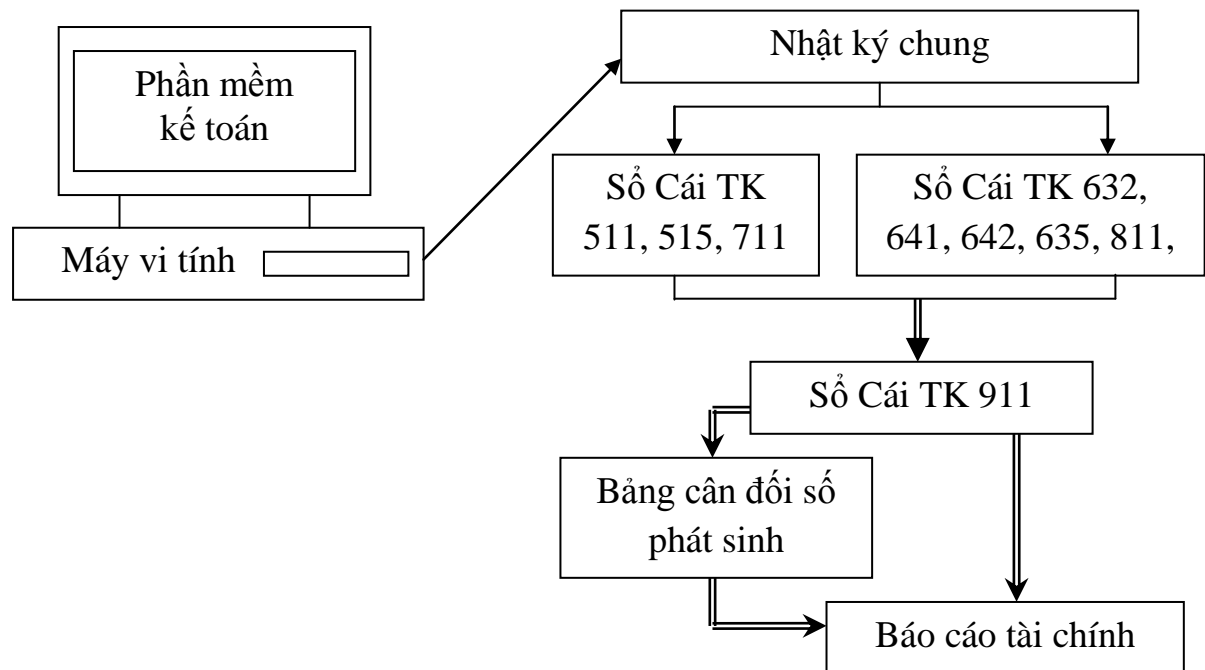 Phần mềm
kế toán
Máy vi tính
Nhật ký chung
Sổ Cái TK
511, 515, 711
Sổ Cái TK 632,
641, 642, 635, 811,
Sổ Cái TK 911
Bảng cân đối số
phát sinh
Báo cáo tài chính